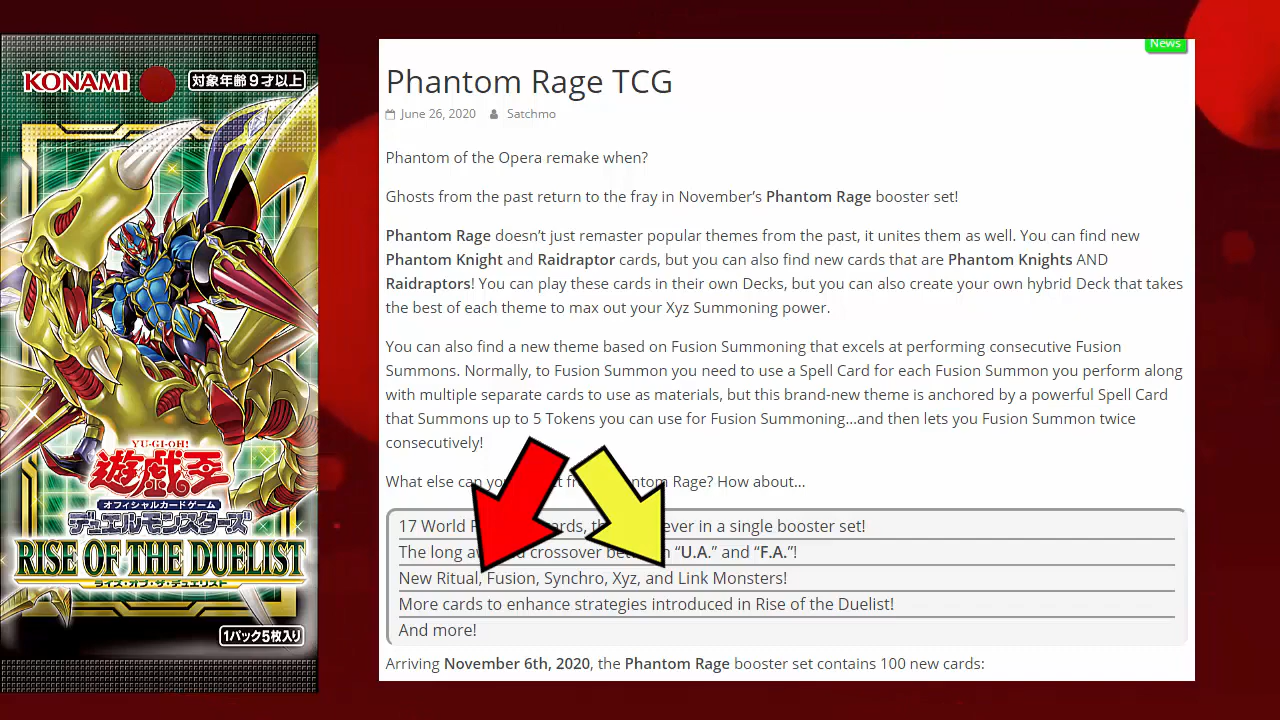 KONAMI
対象年齢9才以上
YU-GI-OH!
遊戯王
オフィシャルカードゲーム
デュエルモンスターズ
RISE OF THE DUELIST
ライズ・オブ・ザ・デュエリスト
1パック5枚入り
News
Phantom Rage TCG
June 26, 2020 Satchmo
Phantom of the Opera remake when?
Ghosts from the past return to the fray in November’s Phantom Rage booster set!
Phantom Rage doesn’t just remaster popular themes from the past, it unites them as well. You can find new
Phantom Knight and Raidraptor cards, but you can also find new cards that are Phantom Knights AND
Raidraptors! You can play these cards in their own Decks, but you can also create your own hybrid Deck that takes
the best of each theme to max out your Xyz Summoning power.
You can also find a new theme based on Fusion Summoning that excels at performing consecutive Fusion
Summons. Normally, to Fusion Summon you need to use a Spell Card for each Fusion Summon you perform along
with multiple separate cards to use as materials, but this brand-new theme is anchored by a powerful Spell Card
that Summons up to 5 Tokens you can use for Fusion Summoning…and then lets you Fusion Summon twice
consecutively!
What else can Rage? How about…
17 World ever in a single booster set!
The long crossover “U.A.” and “F.A.”!
New Ritual, Fusion, Synchro, Xyz, and Link Monsters!
More cards to enhance strategies introduced in Rise of the Duelist!
And more!
Arriving November 6th, 2020, the Phantom Rage booster set contains 100 new cards: